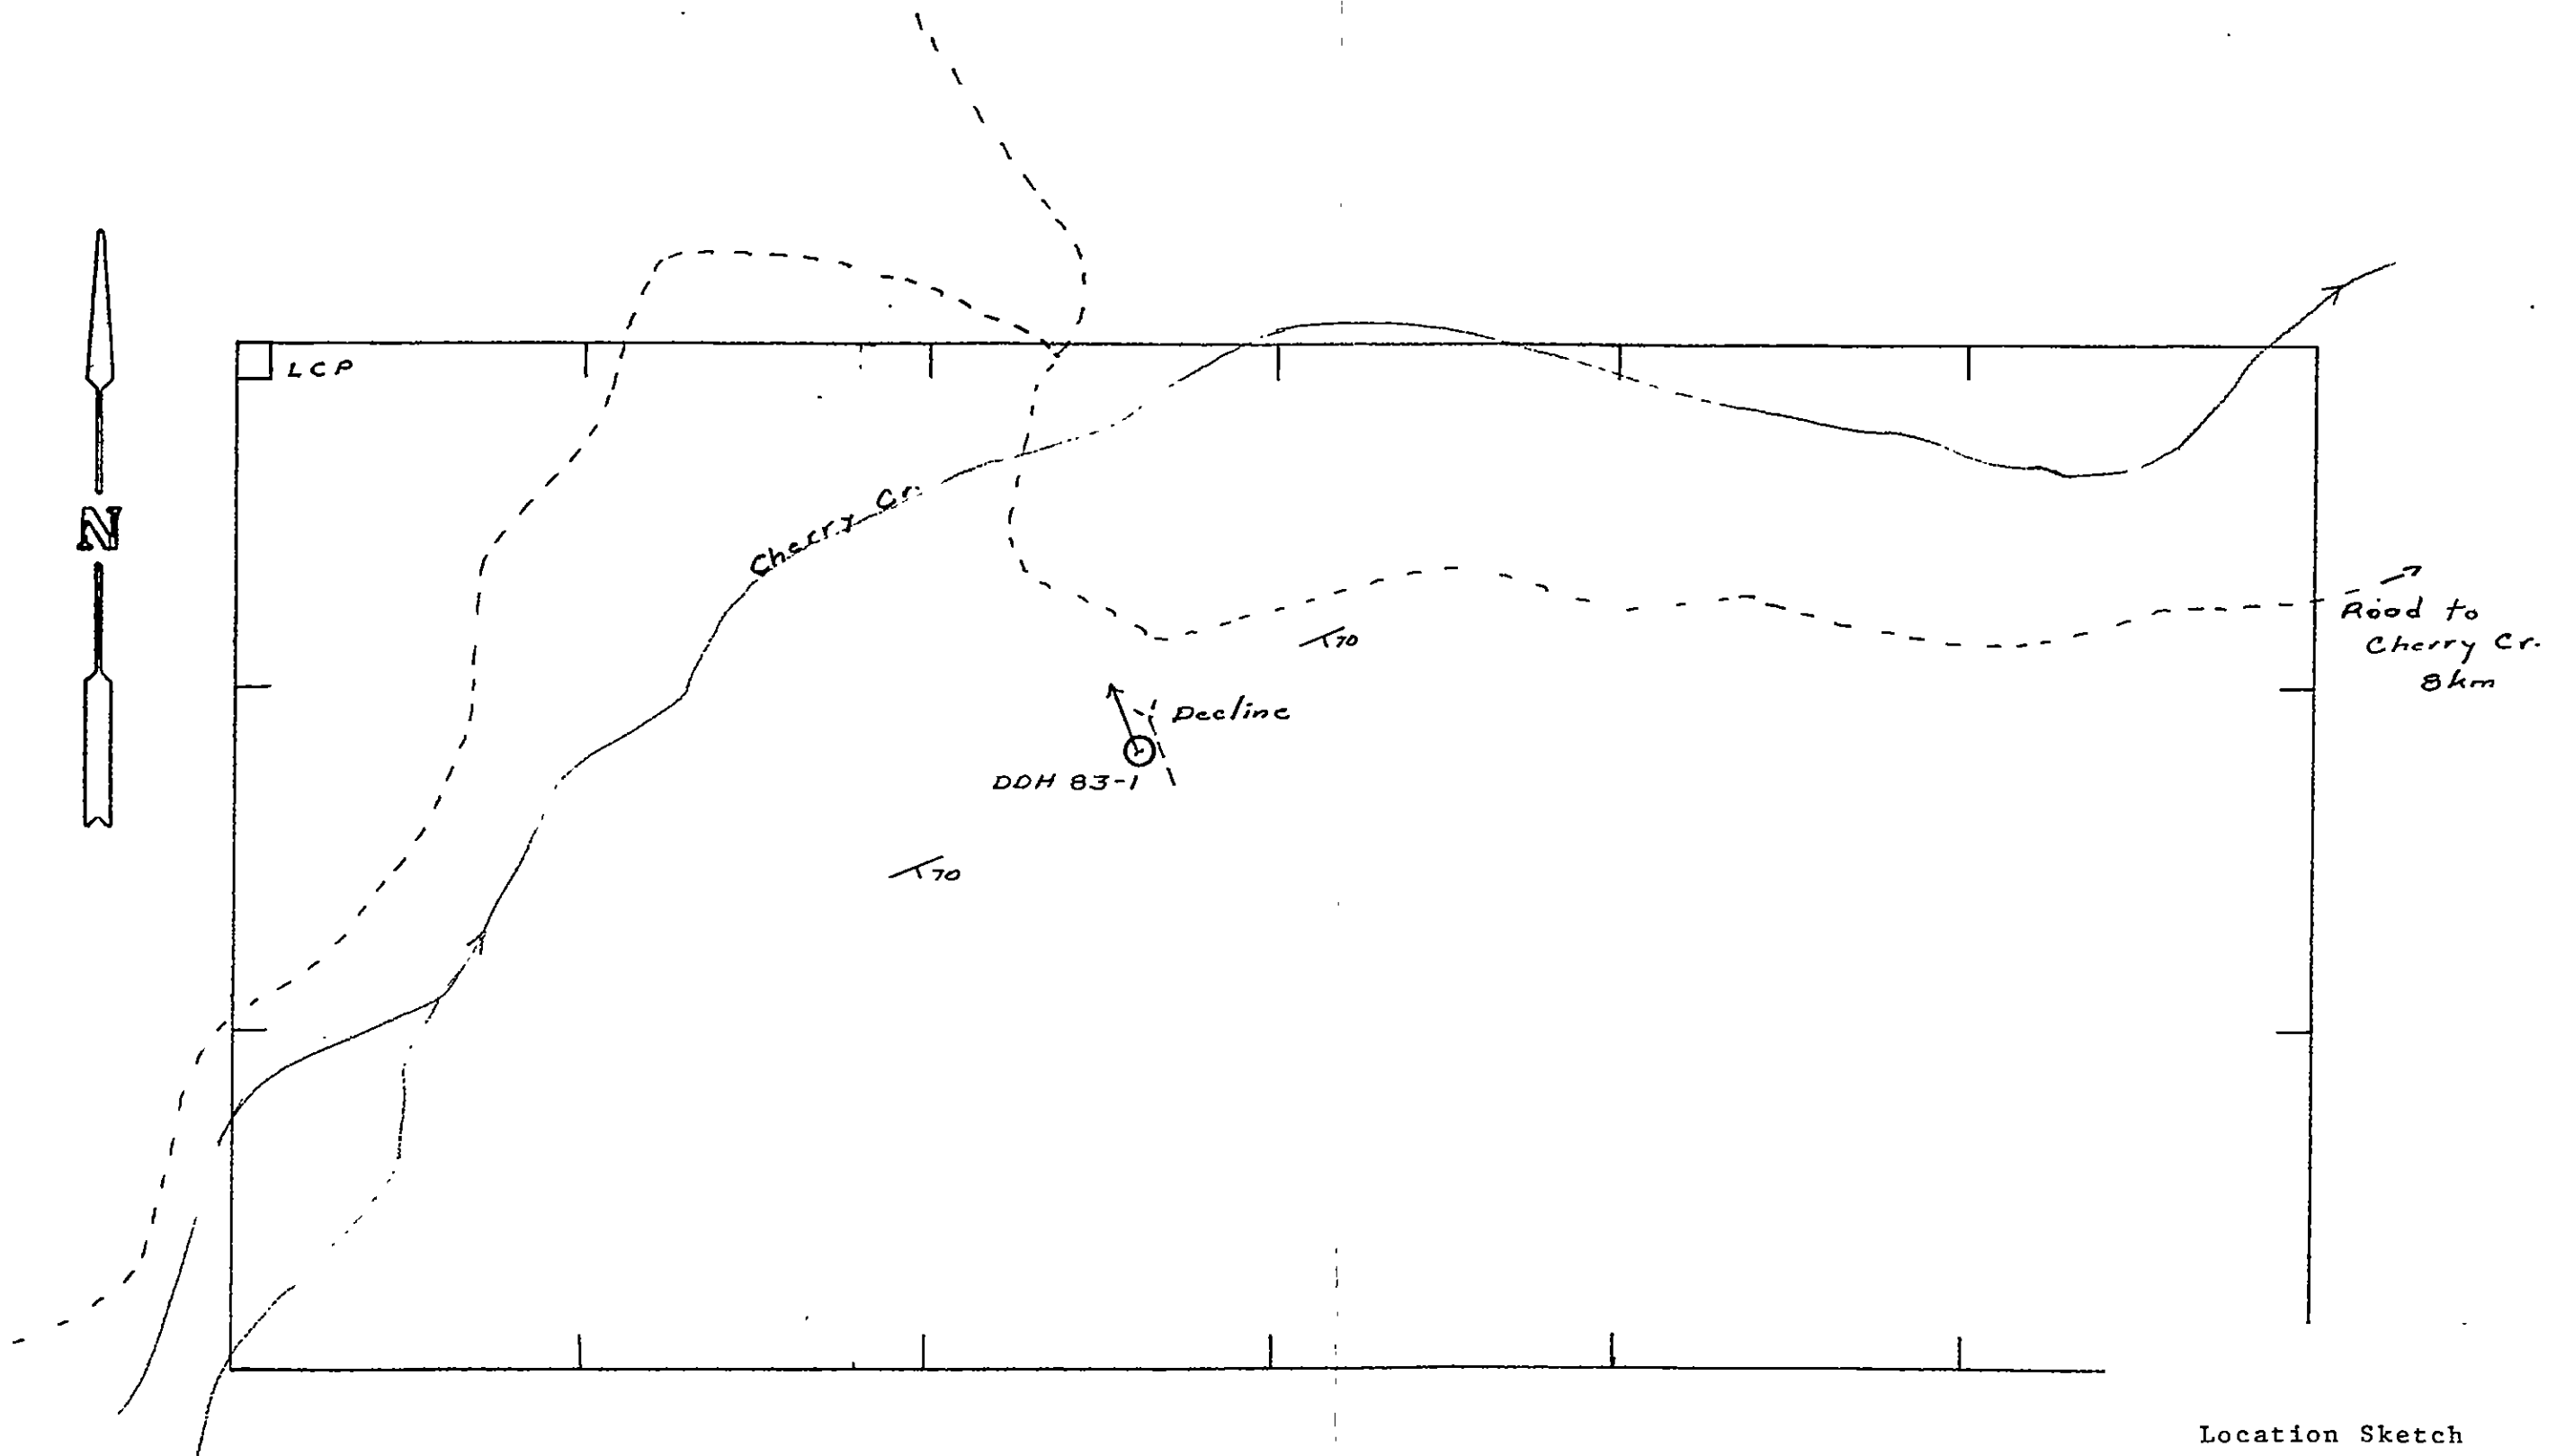 LCP
N
Cherry Cr.
Road to
Cherry Cr.
8km
70
Decline
DDH 83-1
70
Location Sketch